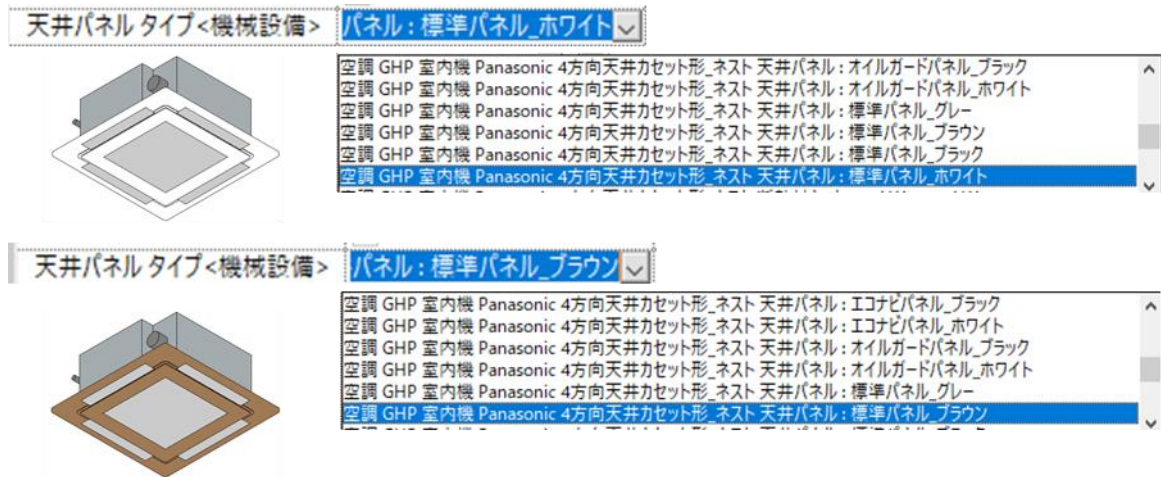 天井パネル タイプ<機械設備> パネル : 標準パネル_ホワイト
空調 GHP 室内機 Panasonic 4方向天井カセット形_ネスト 天井パネル : オイルガードパネル_ブラック
空調 GHP 室内機 Panasonic 4方向天井カセット形_ネスト 天井パネル : オイルガードパネル_ホワイト
空調 GHP 室内機 Panasonic 4方向天井カセット形_ネスト 天井パネル : 標準パネル_グレー
空調 GHP 室内機 Panasonic 4方向天井カセット形_ネスト 天井パネル : 標準パネル_ブラウン
空調 GHP 室内機 Panasonic 4方向天井カセット形_ネスト 天井パネル : 標準パネル_ブラック
空調 GHP 室内機 Panasonic 4方向天井カセット形_ネスト 天井パネル : 標準パネル_ホワイト
天井パネル タイプ<機械設備> パネル : 標準パネル_ブラウン
空調 GHP 室内機 Panasonic 4方向天井カセット形_ネスト 天井パネル : エコナビパネル_ブラック
空調 GHP 室内機 Panasonic 4方向天井カセット形_ネスト 天井パネル : エコナビパネル_ホワイト
空調 GHP 室内機 Panasonic 4方向天井カセット形_ネスト 天井パネル : オイルガードパネル_ブラック
空調 GHP 室内機 Panasonic 4方向天井カセット形_ネスト 天井パネル : オイルガードパネル_ホワイト
空調 GHP 室内機 Panasonic 4方向天井カセット形_ネスト 天井パネル : 標準パネル_グレー
空調 GHP 室内機 Panasonic 4方向天井カセット形_ネスト 天井パネル : 標準パネル_ブラウン